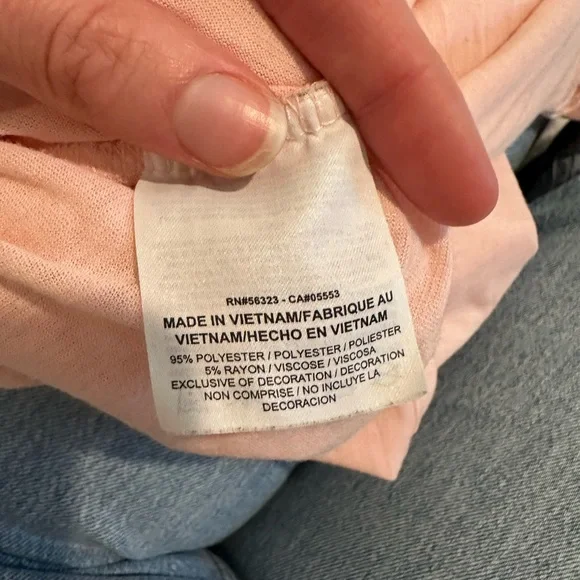 RN#56323 - CA#05553
MADE IN VIETNAM/FABRIQUE AU
VIETNAM/HECHO EN VIETNAM
95% POLYESTER / POLYESTER / POLIESTER
5% RAYON / VISCOSE / VISCOSA
EXCLUSIVE OF DECORATION / DECORATION
NON COMPRISE / NO INCLUYE LA
DECORACION